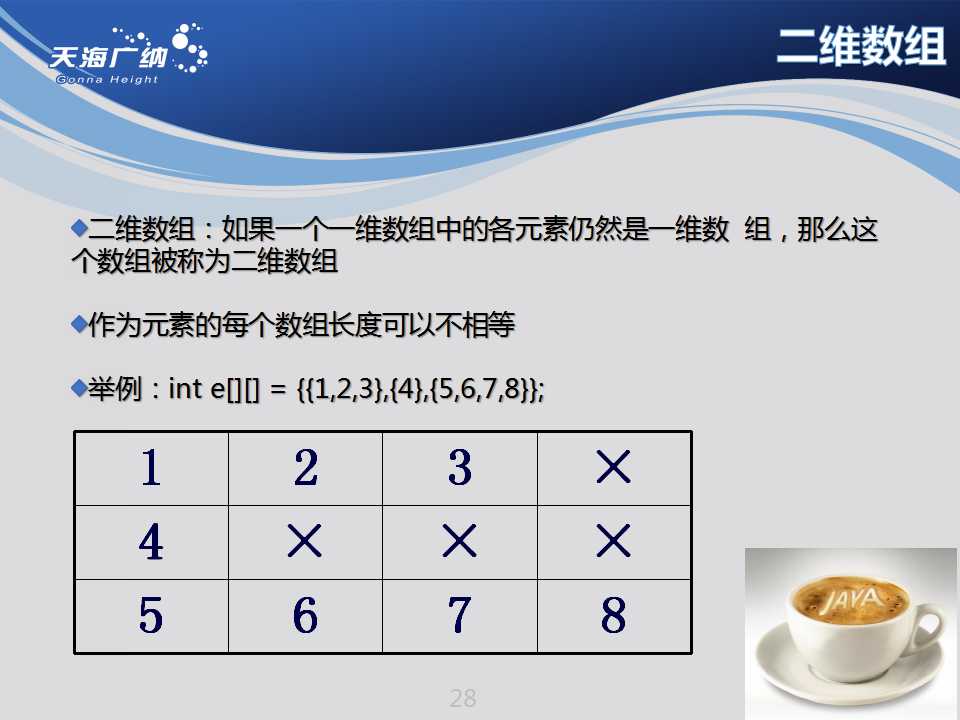 天海广纳
Gonna Height
二维数组
二维数组：如果一个一维数组中的各元素仍然是一维数 组，那么这
个数组被称为二维数组
作为元素的每个数组长度可以不相等
举例：int e[][] = {{1,2,3},{4},{5,6,7,8}};
1 2 3 ×
4 × × ×
5 6 7 8
JAVA
28